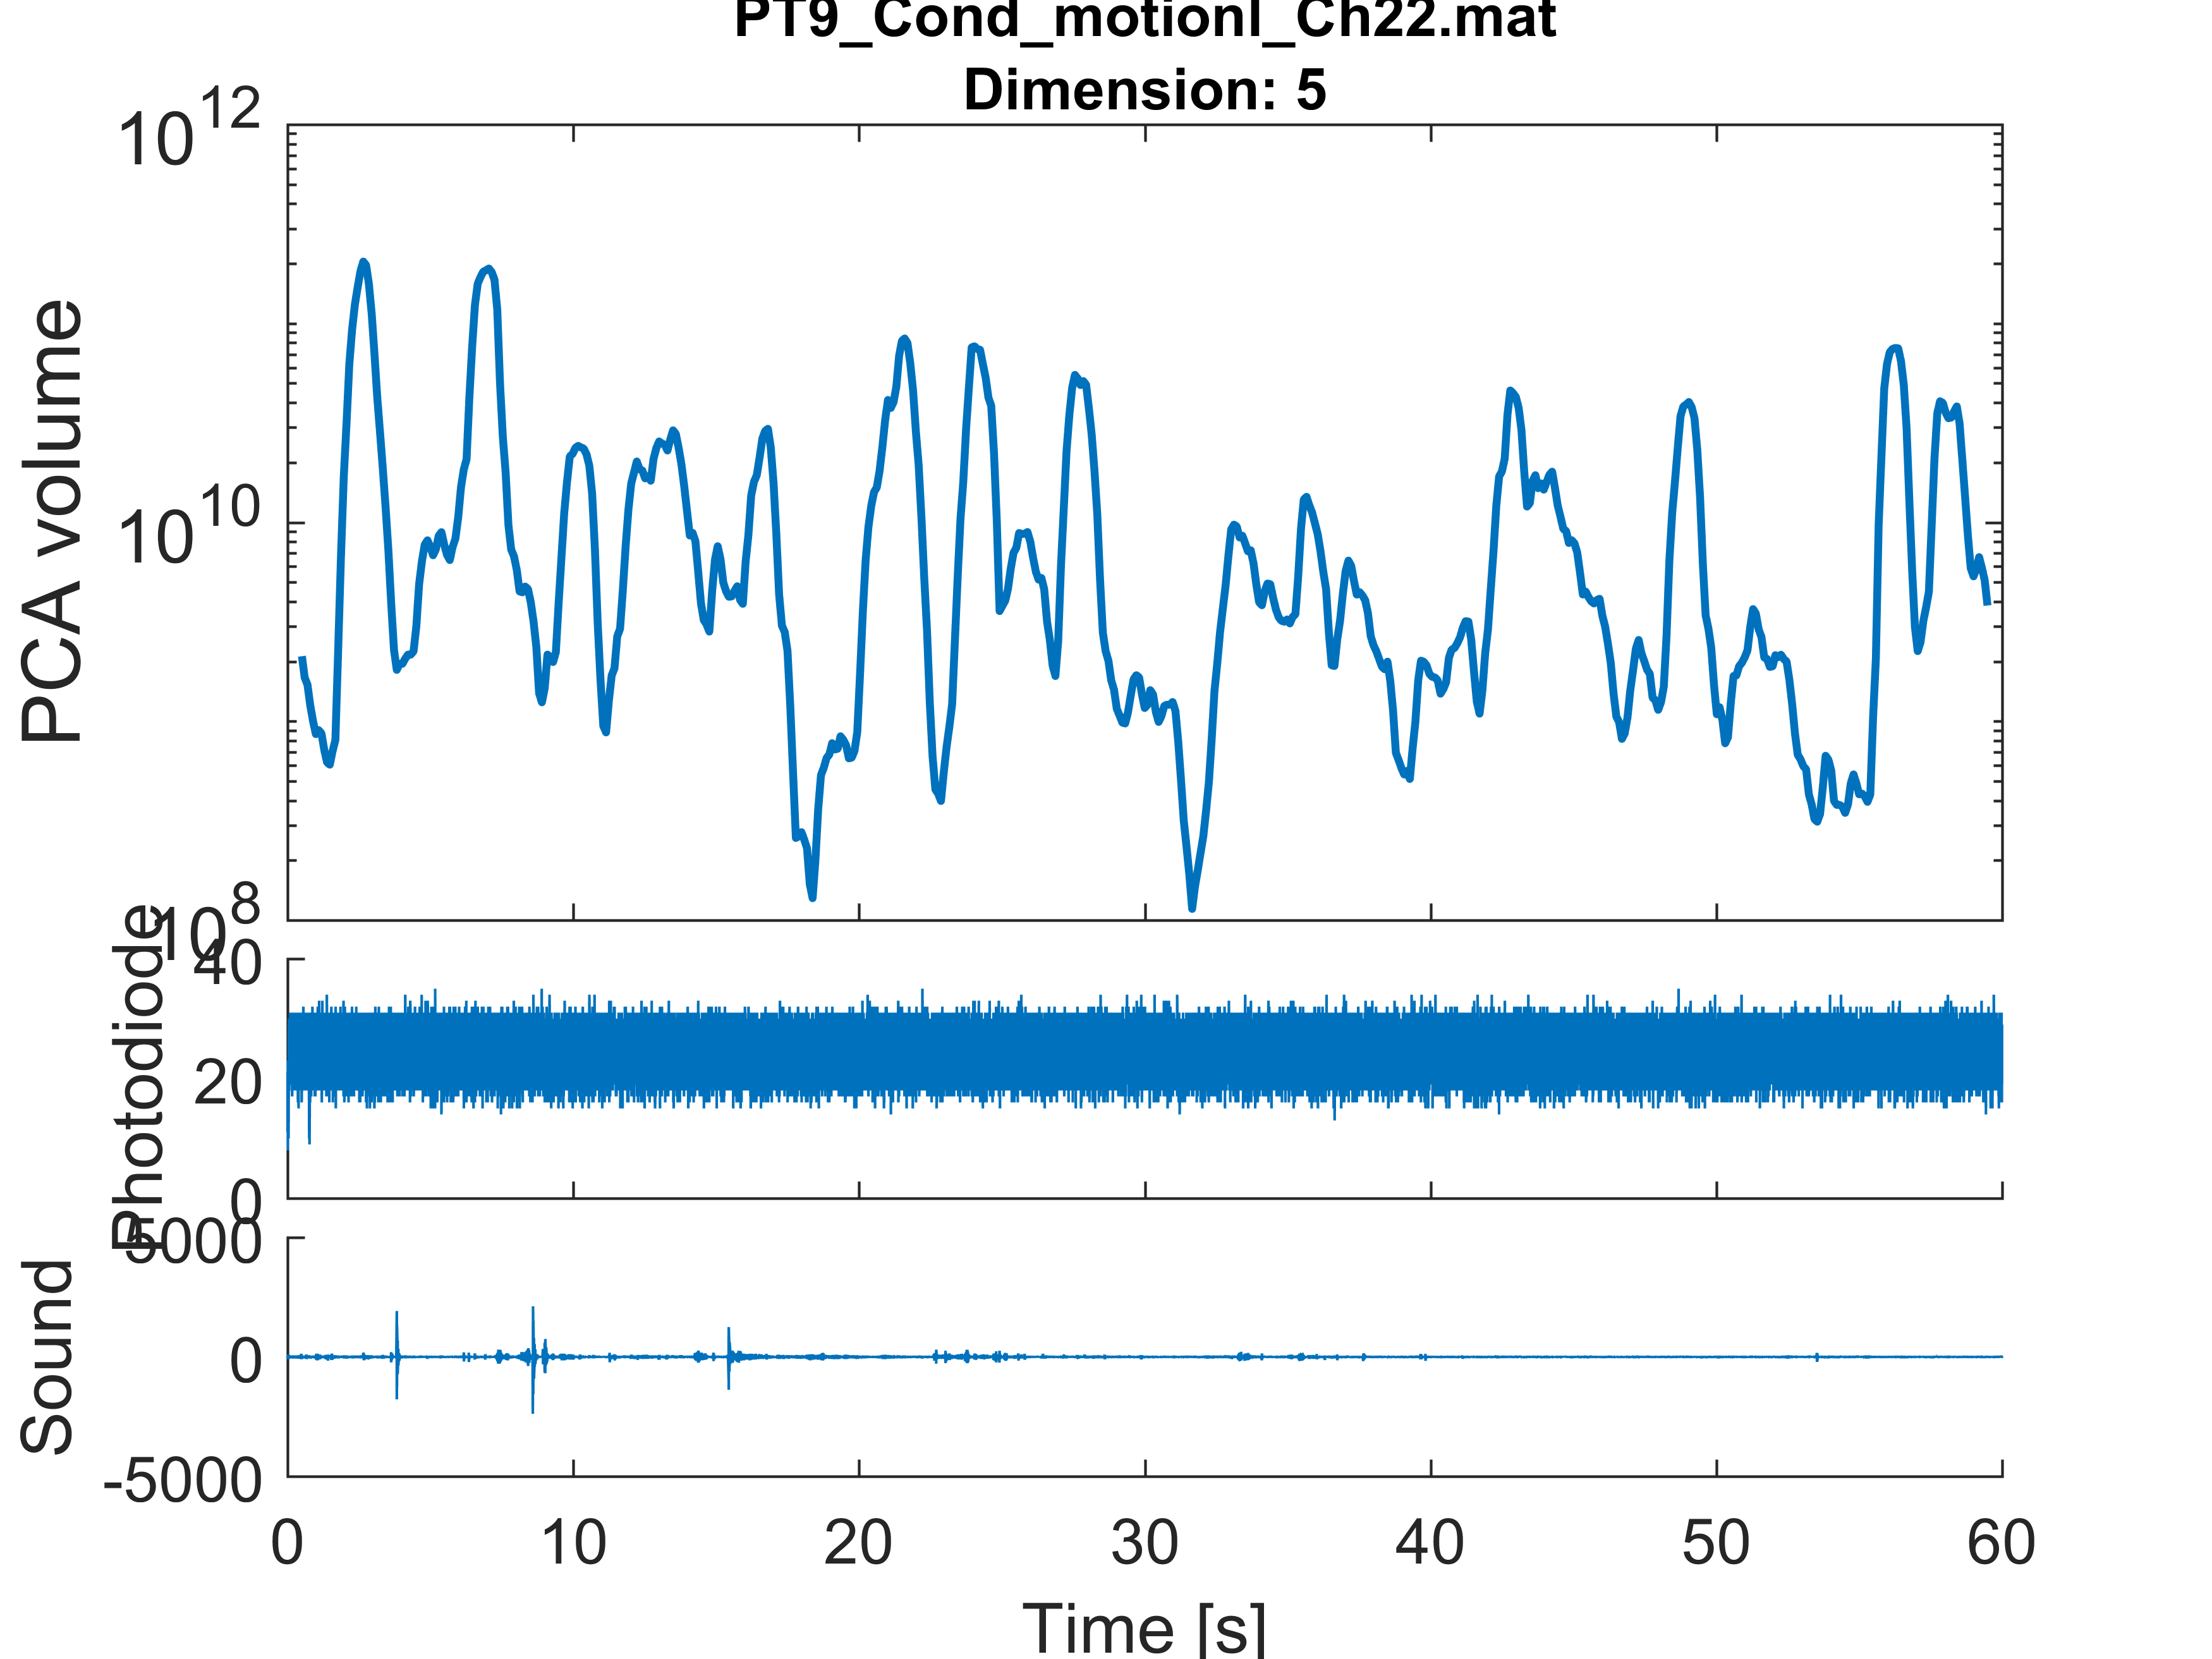 PT9_Cond_motionI_Ch22.mat
Dimension: 5
10^12
10^10
10^8
PCA volume
40
20
0
Photodiode
5000
0
-5000
Sound
0 10 20 30 40 50 60
Time [s]